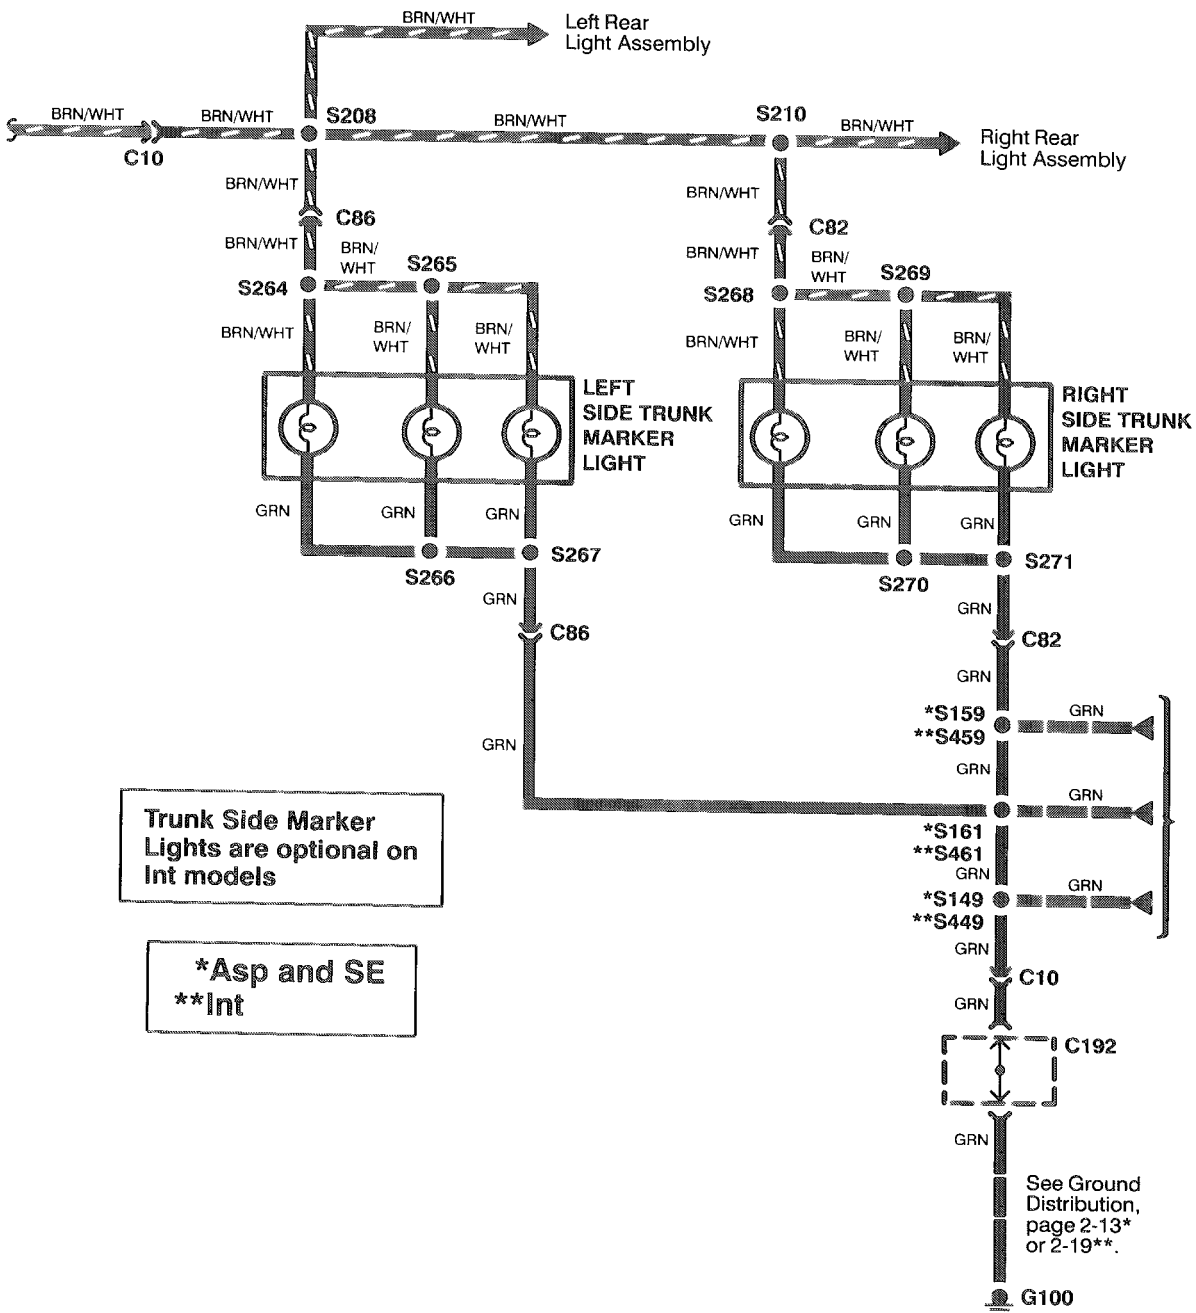 BRN/WHT
Left Rear
Light Assembly
BRN/WHT
BRN/WHT
S208
BRN/WHT
S210
BRN/WHT
Right Rear
Light Assembly
C10
BRN/WHT
C86
BRN/WHT
C82
BRN/WHT
BRN/
WHT
S265
S264
BRN/WHT
BRN/
WHT
S269
S268
BRN/WHT
BRN/
WHT
BRN/
WHT
BRN/WHT
BRN/
WHT
BRN/
WHT
LEFT
SIDE TRUNK
MARKER
LIGHT
RIGHT
SIDE TRUNK
MARKER
LIGHT
GRN
GRN
GRN
GRN
GRN
GRN
S266
S267
S270
S271
GRN
C86
GRN
C82
GRN
GRN
*S159
**S459
GRN
GRN
GRN
*S161
**S461
GRN
GRN
*S149
**S449
GRN
GRN
C10
GRN
C192
GRN
Trunk Side Marker
Lights are optional on
Int models
*Asp and SE
**Int
See Ground
Distribution,
page 2-13*
or 2-19**.
G100